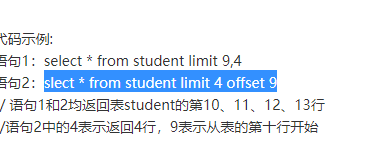 代码示例:
语句1：select * from student limit 9,4
语句2：slect * from student limit 4 offset 9
/ 语句1和2均返回表student的第10、11、12、13行
/语句2中的4表示返回4行，9表示从表的第十行开始